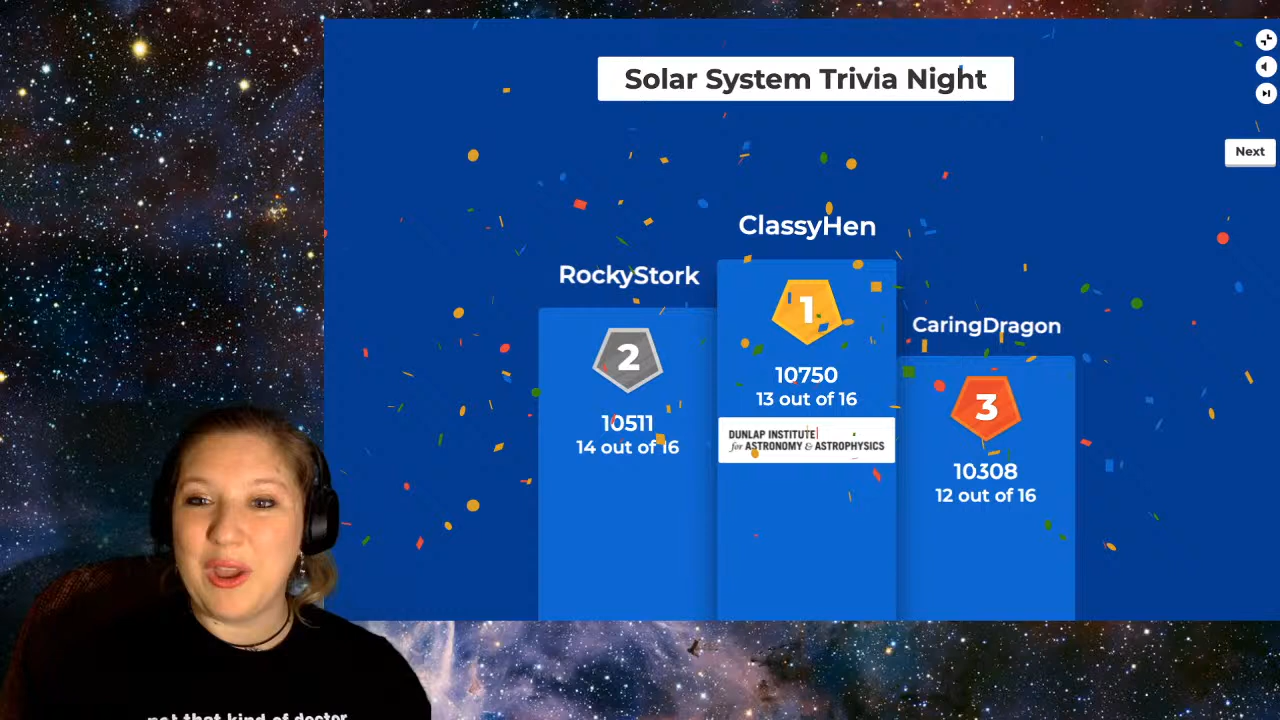 Solar System Trivia Night
Next
ClassyHen
RockyStork
CaringDragon
1
2
3
10750
13 out of 16
10511
14 out of 16
DUNLAP INSTITUTE
for ASTRONOMY & ASTROPHYSICS
10308
12 out of 16
not that kind of doctor